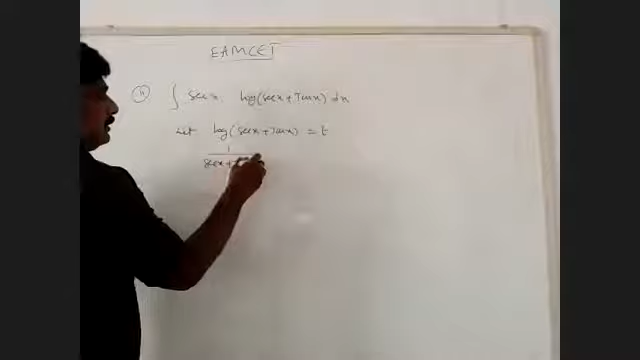 EAMCET
11 ∫ secx. log(secx+Tanx) dx
Let log(secx+Tanx) = t
1
secx+